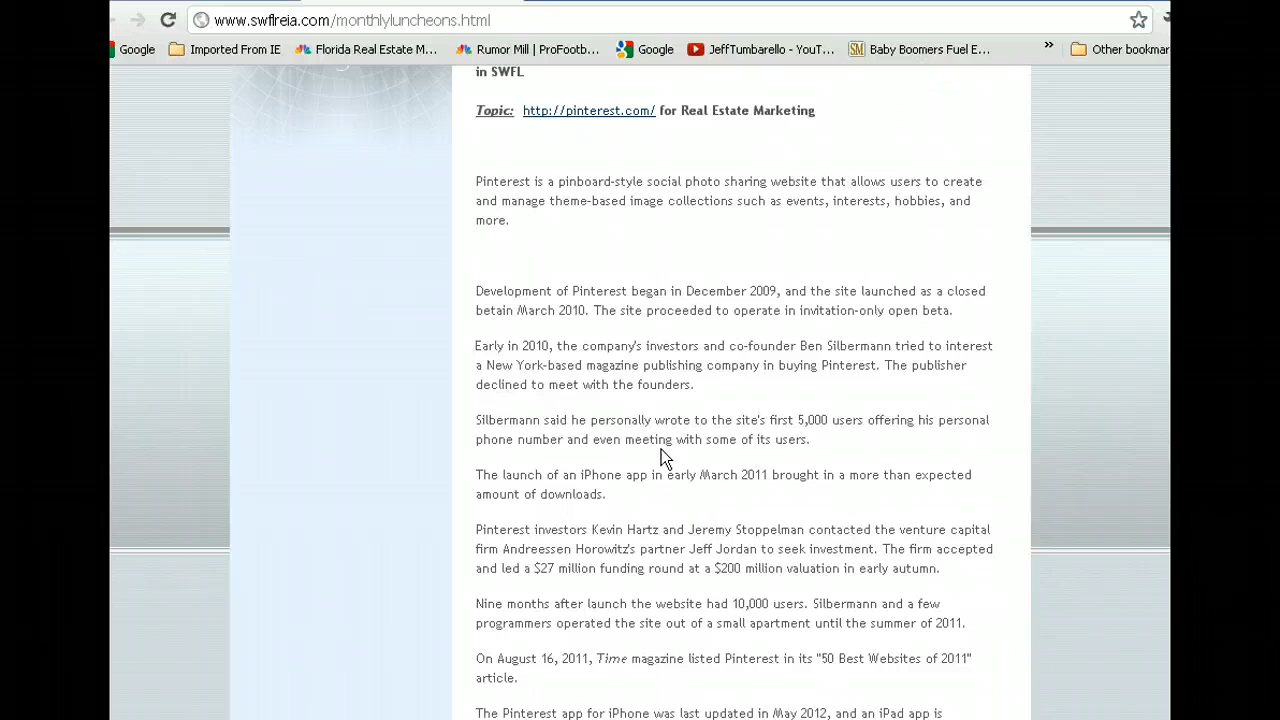 www.swflreia.com/monthlyluncheons.html
Google Imported From IE Florida Real Estate M... Rumor Mill | ProFootb... Google JeffTumbarello - YouT... SM Baby Boomers Fuel E... » Other bookmar
in SWFL
Topic: http://pinterest.com/ for Real Estate Marketing
Pinterest is a pinboard-style social photo sharing website that allows users to create
and manage theme-based image collections such as events, interests, hobbies, and
more.
Development of Pinterest began in December 2009, and the site launched as a closed
betain March 2010. The site proceeded to operate in invitation-only open beta.
Early in 2010, the company's investors and co-founder Ben Silbermann tried to interest
a New York-based magazine publishing company in buying Pinterest. The publisher
declined to meet with the founders.
Silbermann said he personally wrote to the site's first 5,000 users offering his personal
phone number and even meeting with some of its users.
The launch of an iPhone app in early March 2011 brought in a more than expected
amount of downloads.
Pinterest investors Kevin Hartz and Jeremy Stoppelman contacted the venture capital
firm Andreessen Horowitz's partner Jeff Jordan to seek investment. The firm accepted
and led a $27 million funding round at a $200 million valuation in early autumn.
Nine months after launch the website had 10,000 users. Silbermann and a few
programmers operated the site out of a small apartment until the summer of 2011.
On August 16, 2011, Time magazine listed Pinterest in its "50 Best Websites of 2011"
article.
The Pinterest app for iPhone was last updated in May 2012, and an iPad app is